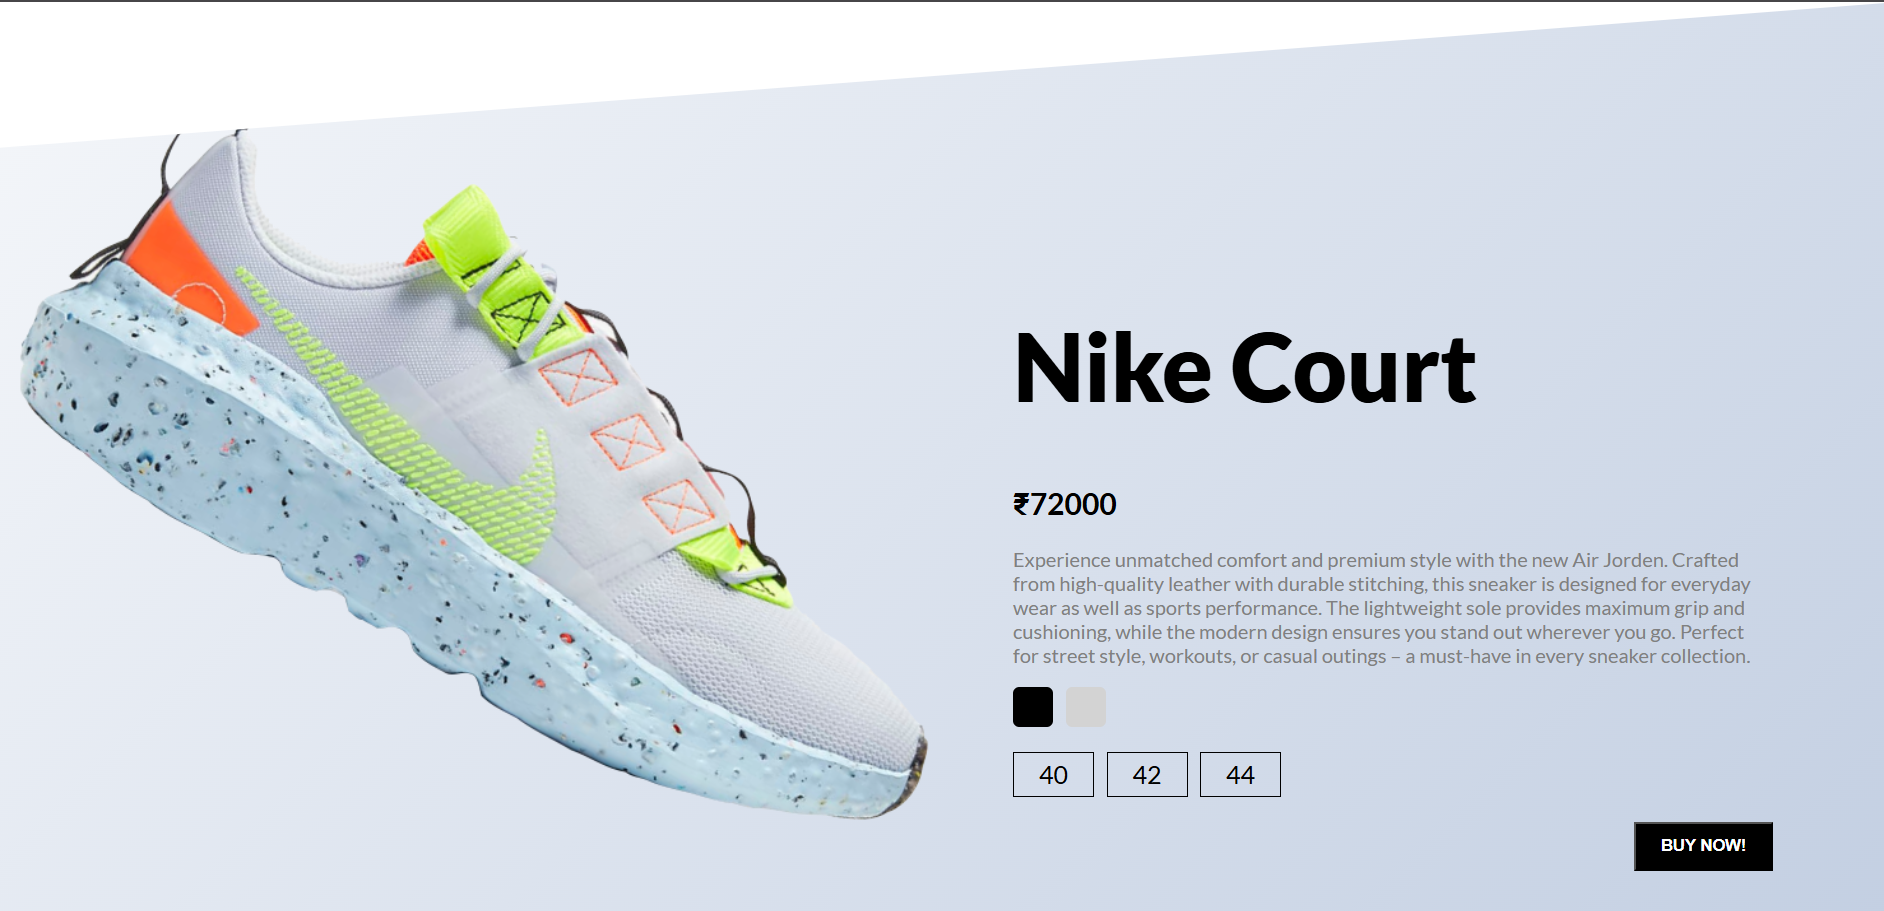 Nike Court
₹72000
Experience unmatched comfort and premium style with the new Air Jorden. Crafted
from high-quality leather with durable stitching, this sneaker is designed for everyday
wear as well as sports performance. The lightweight sole provides maximum grip and
cushioning, while the modern design ensures you stand out wherever you go. Perfect
for street style, workouts, or casual outings – a must-have in every sneaker collection.
40 42 44
BUY NOW!